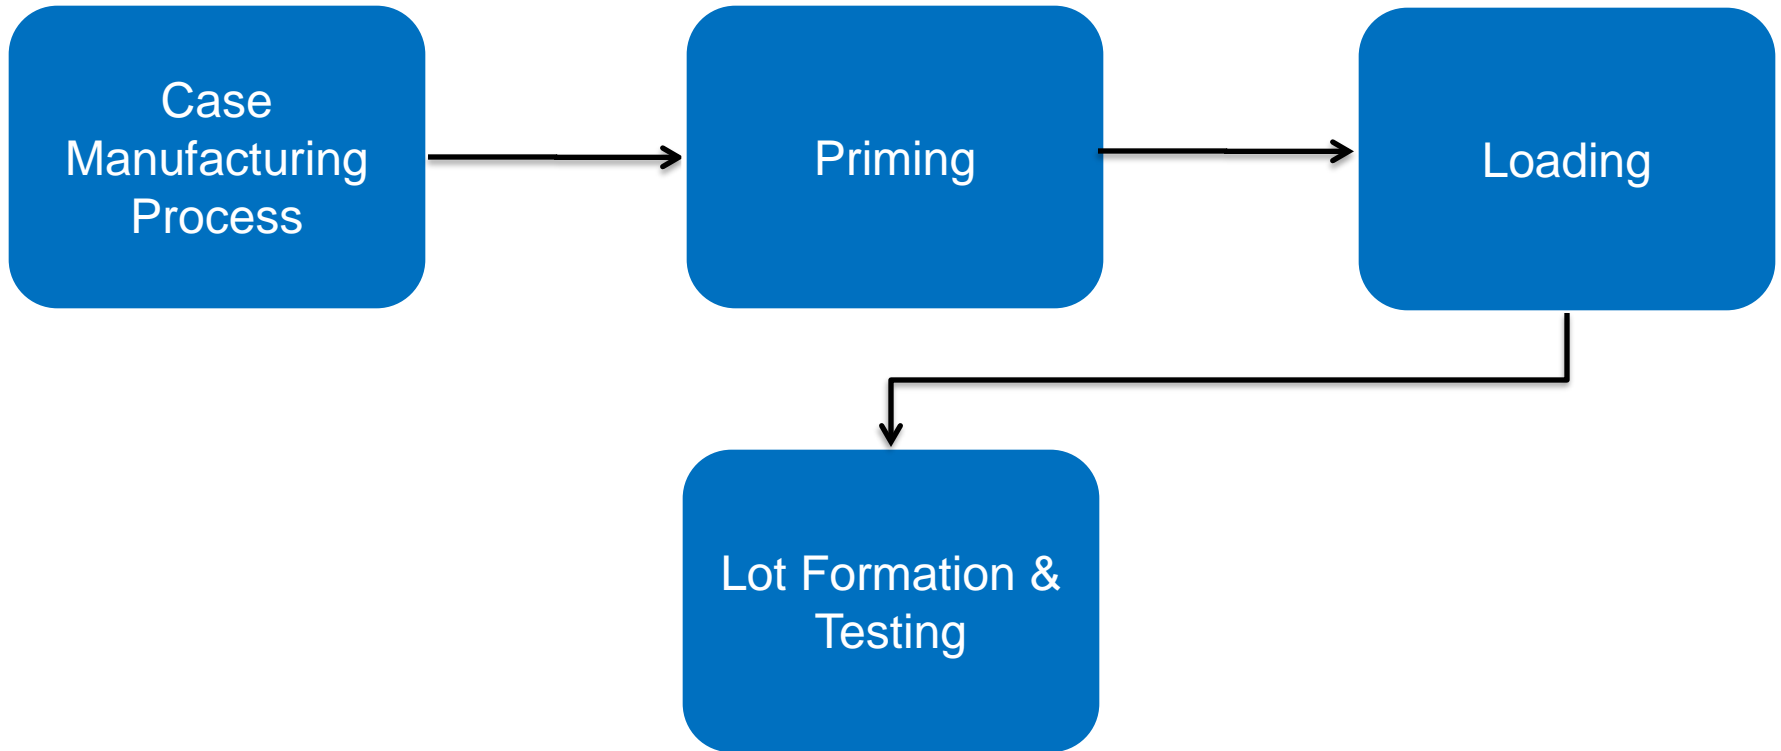 Case
Manufacturing
Process
Priming
Loading
Lot Formation &
Testing